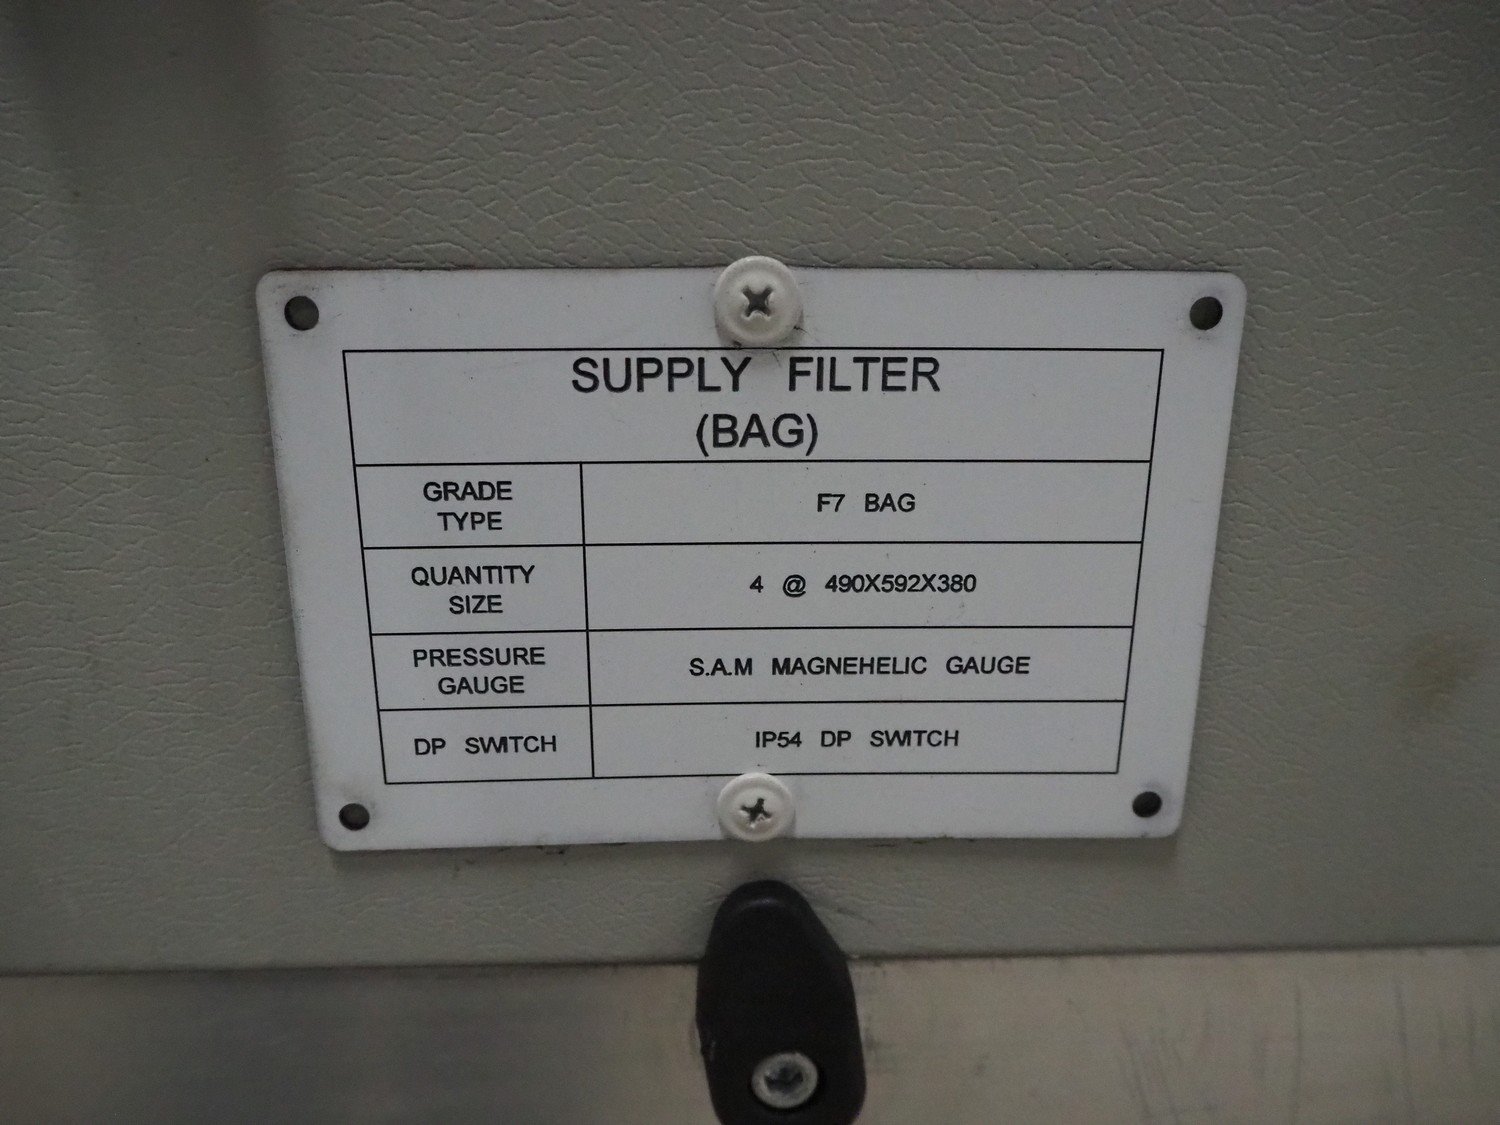 SUPPLY FILTER
(BAG)
GRADE
TYPE
F7 BAG
QUANTITY
SIZE
4 @ 490X592X380
PRESSURE
GAUGE
S.A.M MAGNEHELIC GAUGE
DP SWITCH
IP54 DP SWITCH